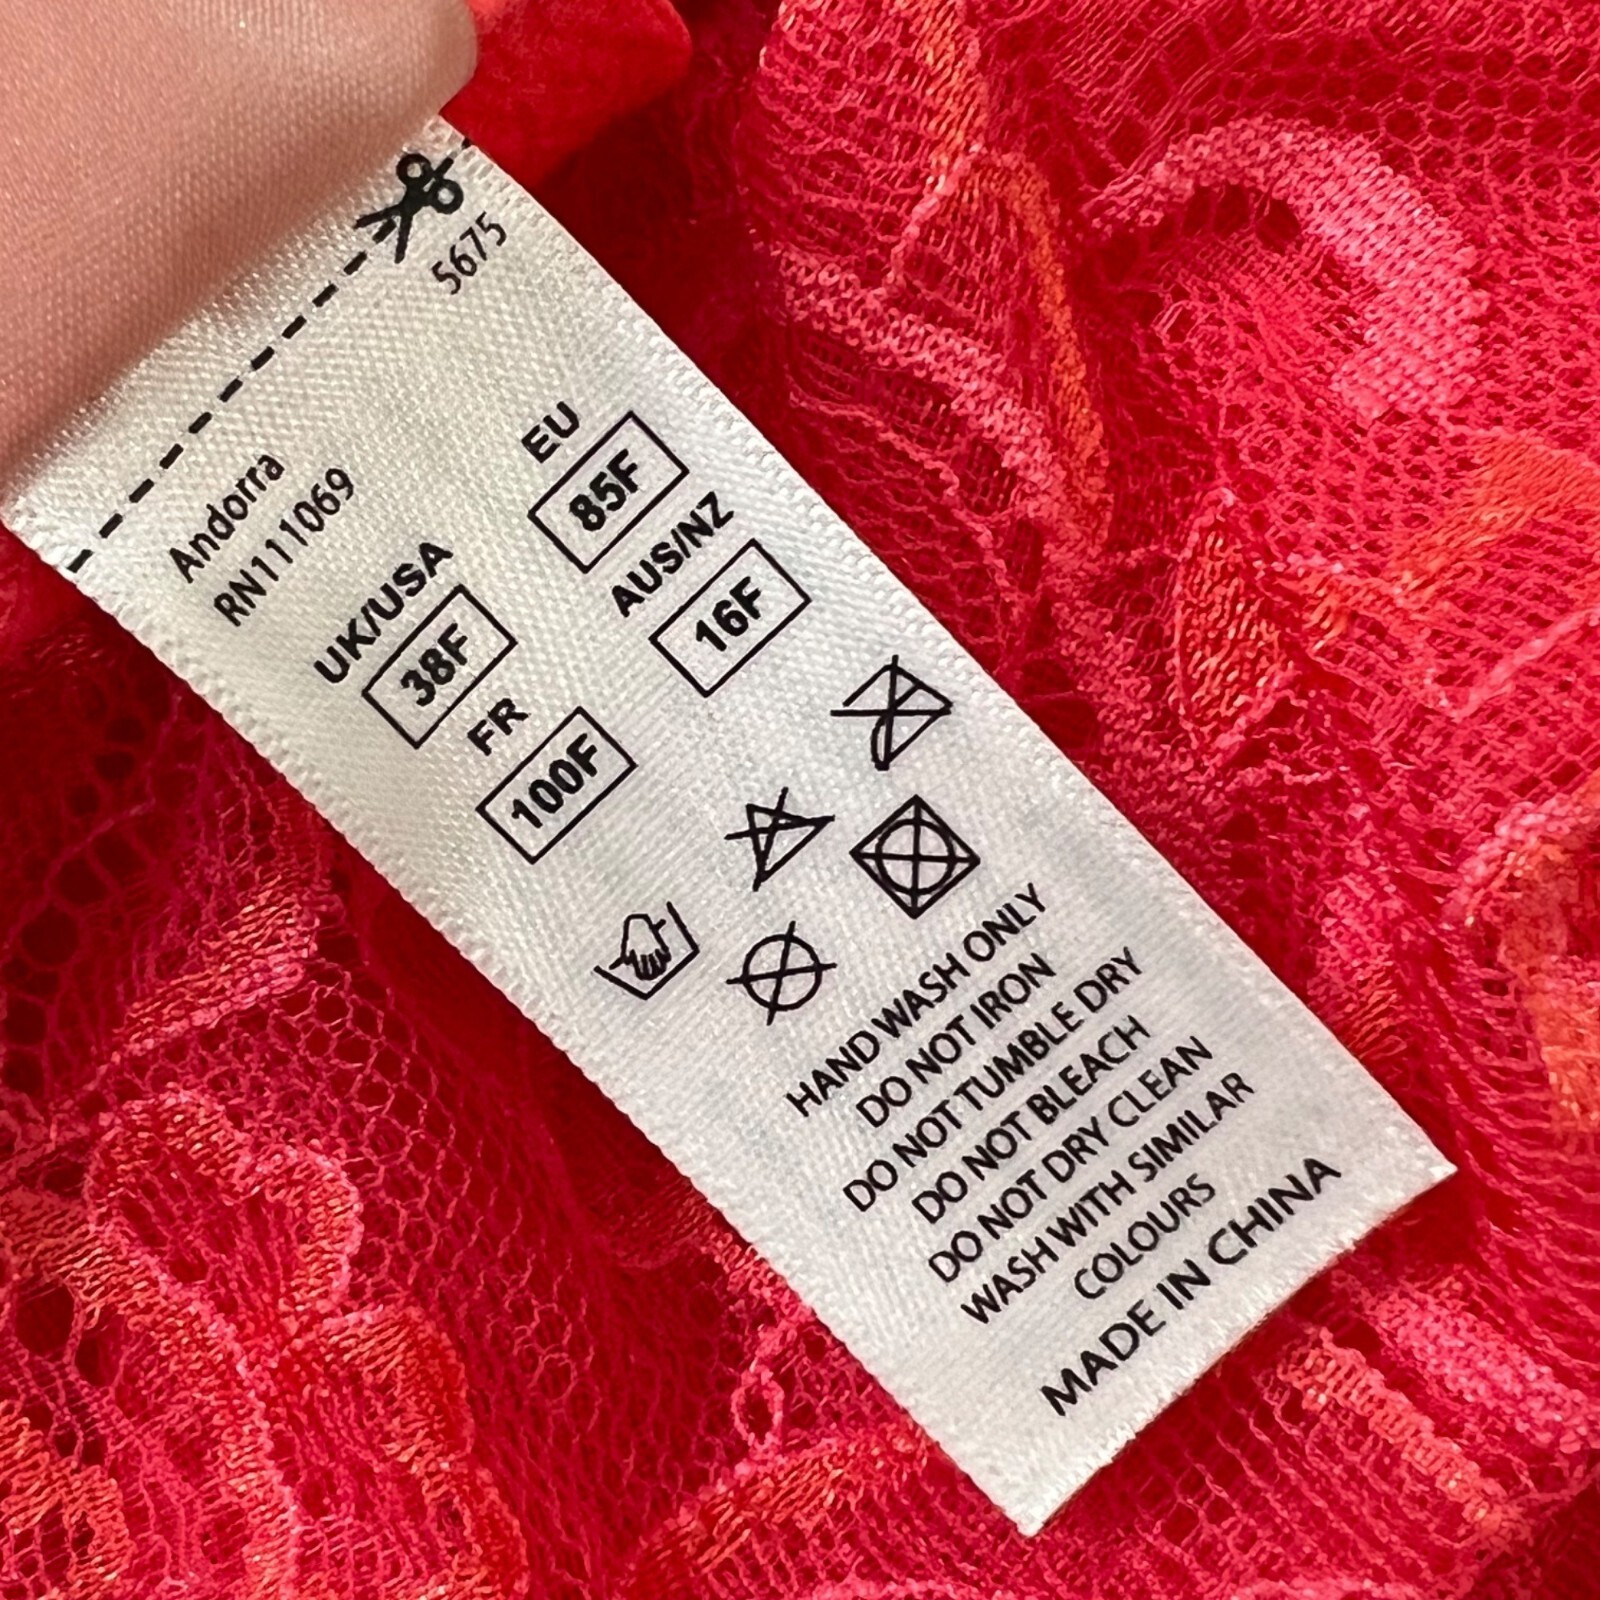 5675
Andorra
RN111069
UK/USA
38F
EU
85F
FR
100F
AUS/NZ
16F
HAND WASH ONLY
DO NOT IRON
DO NOT TUMBLE DRY
DO NOT BLEACH
DO NOT DRY CLEAN
WASH WITH SIMILAR
COLOURS
MADE IN CHINA